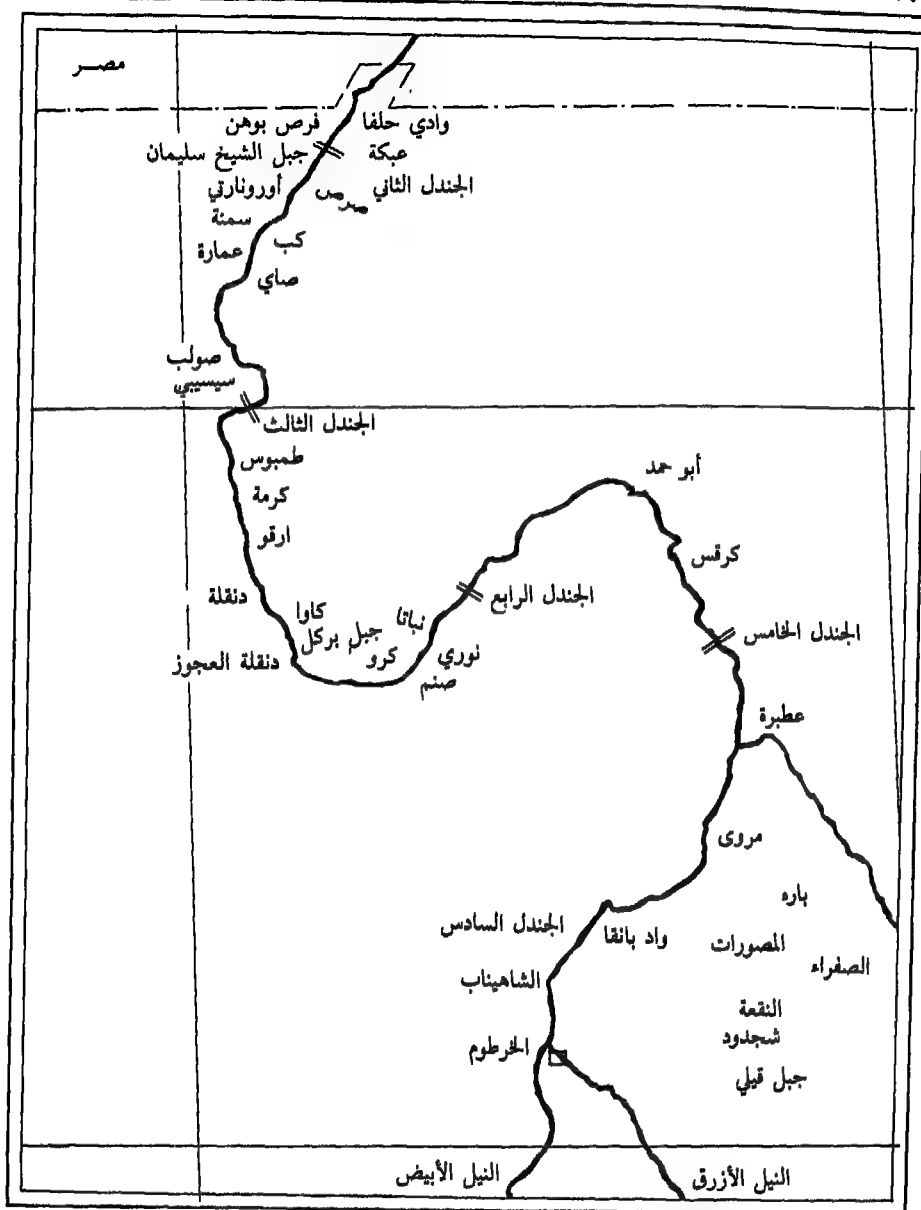 مصر
فرص بوهن
وادي حلفا
جبل الشيخ سليمان
عبكة
أورونارتي
صرص
الجندل الثاني
سمنة
كب
عمارة
صاي
صولب
سيسيبي
الجندل الثالث
طمبوس
أبو حمد
كرمة
ارقو
كرقس
دنقلة
كاوا
نباتا
الجندل الرابع
جبل بركل
الجندل الخامس
دنقلة العجوز
كرو
نوري
صنم
عطبرة
مروى
باره
الجندل السادس
واد بانقا
المصورات
الصفراء
الشاهيناب
النقعة
شجدود
الخرطوم
جبل قيلي
النيل الأبيض
النيل الأزرق